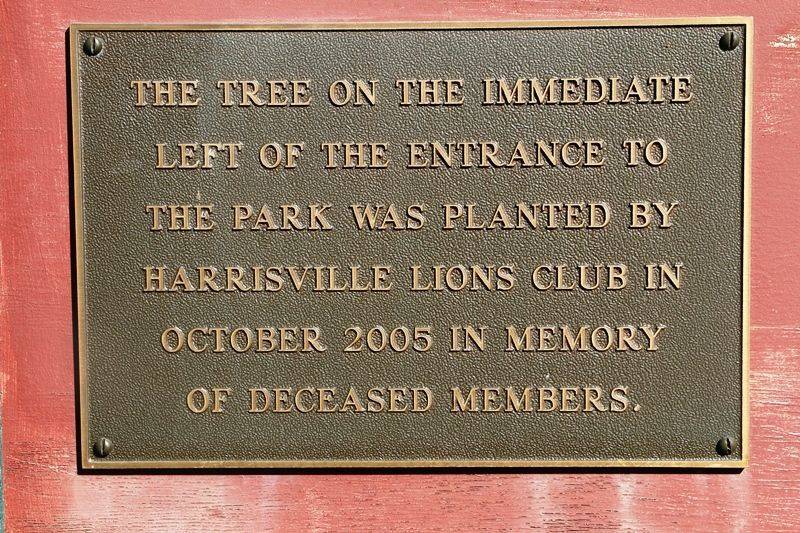 THE TREE ON THE IMMEDIATE
LEFT OF THE ENTRANCE TO
THE PARK WAS PLANTED BY
HARRISVILLE LIONS CLUB IN
OCTOBER 2005 IN MEMORY
OF DECEASED MEMBERS.